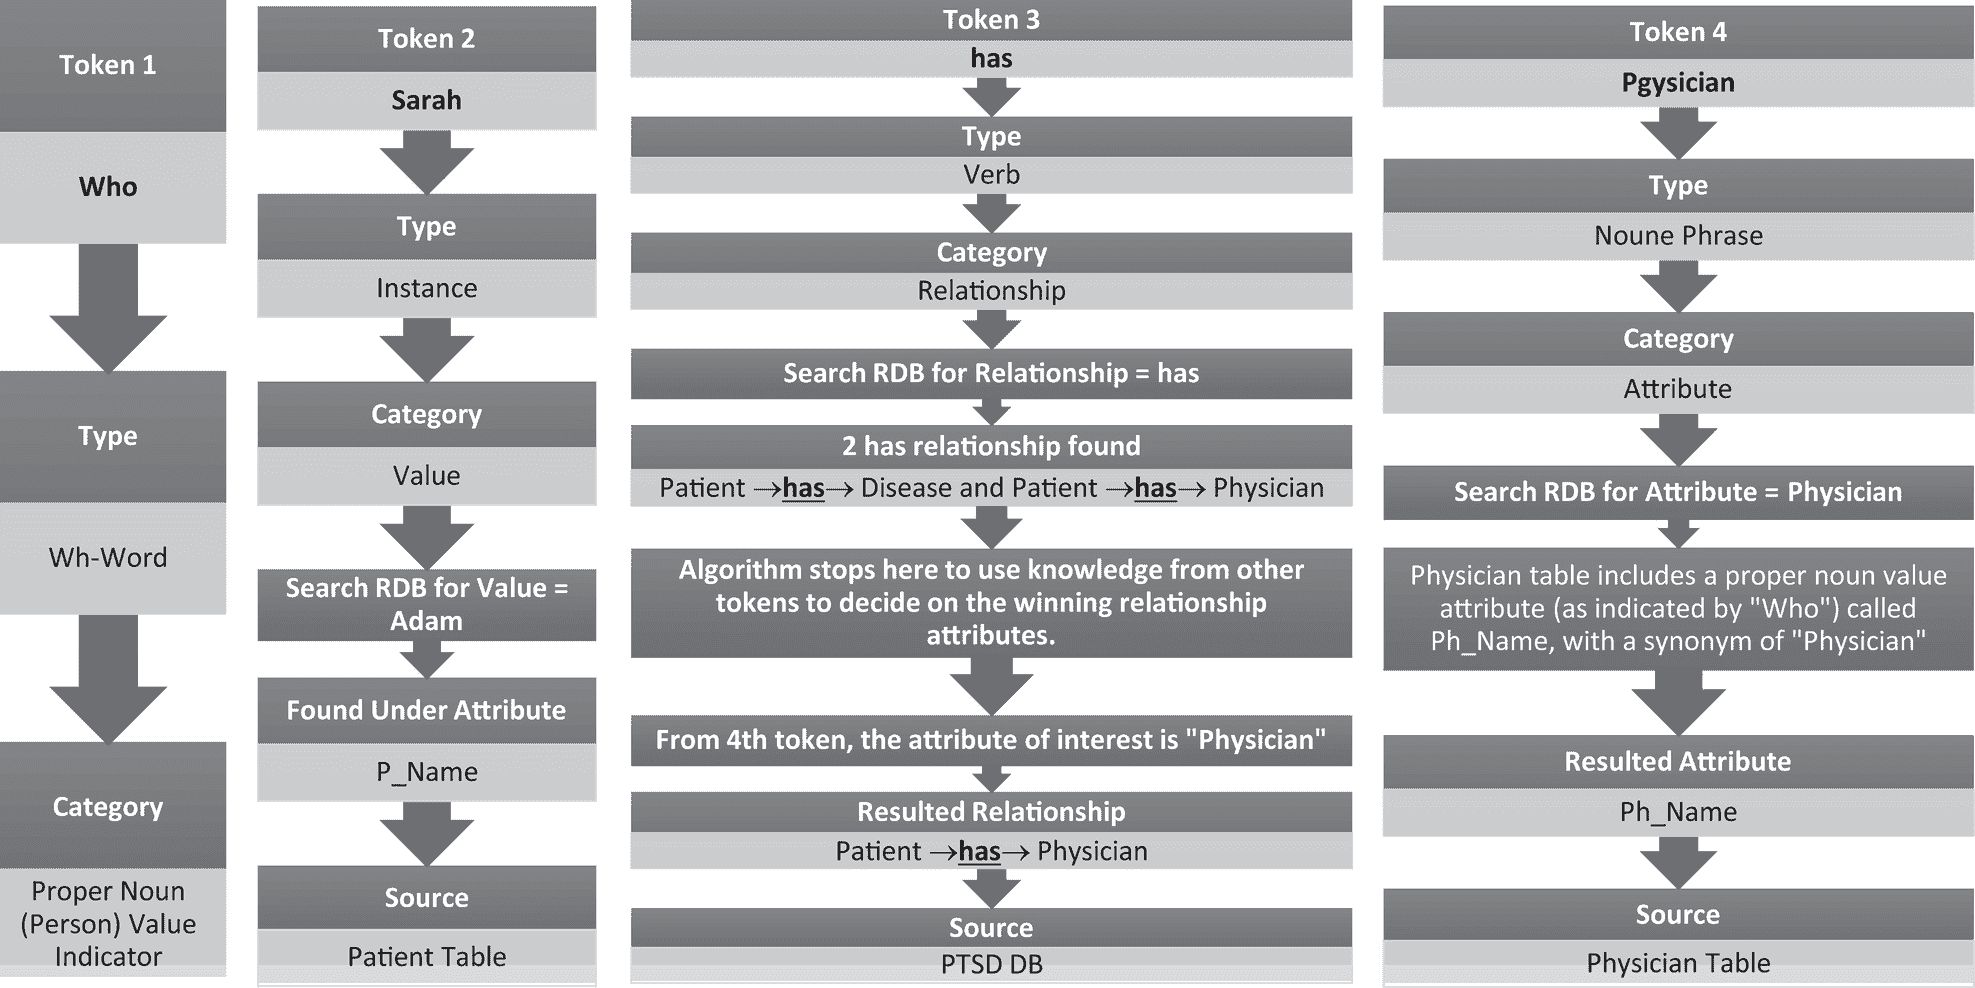 Token 1
Who
Type
Wh-Word
Category
Proper Noun
(Person) Value
Indicator
Token 2
Sarah
Type
Instance
Category
Value
Search RDB for Value =
Adam
Found Under Attribute
P_Name
Source
Patient Table
Token 3
has
Type
Verb
Category
Relationship
Search RDB for Relationship = has
2 has relationship found
Patient →has→ Disease and Patient →has→ Physician
Algorithm stops here to use knowledge from other
tokens to decide on the winning relationship
attributes.
From 4th token, the attribute of interest is "Physician"
Resulted Relationship
Patient →has→ Physician
Source
PTSD DB
Token 4
Pgysician
Type
Noune Phrase
Category
Attribute
Search RDB for Attribute = Physician
Physician table includes a proper noun value
attribute (as indicated by "Who") called
Ph_Name, with a synonym of "Physician"
Resulted Attribute
Ph_Name
Source
Physician Table